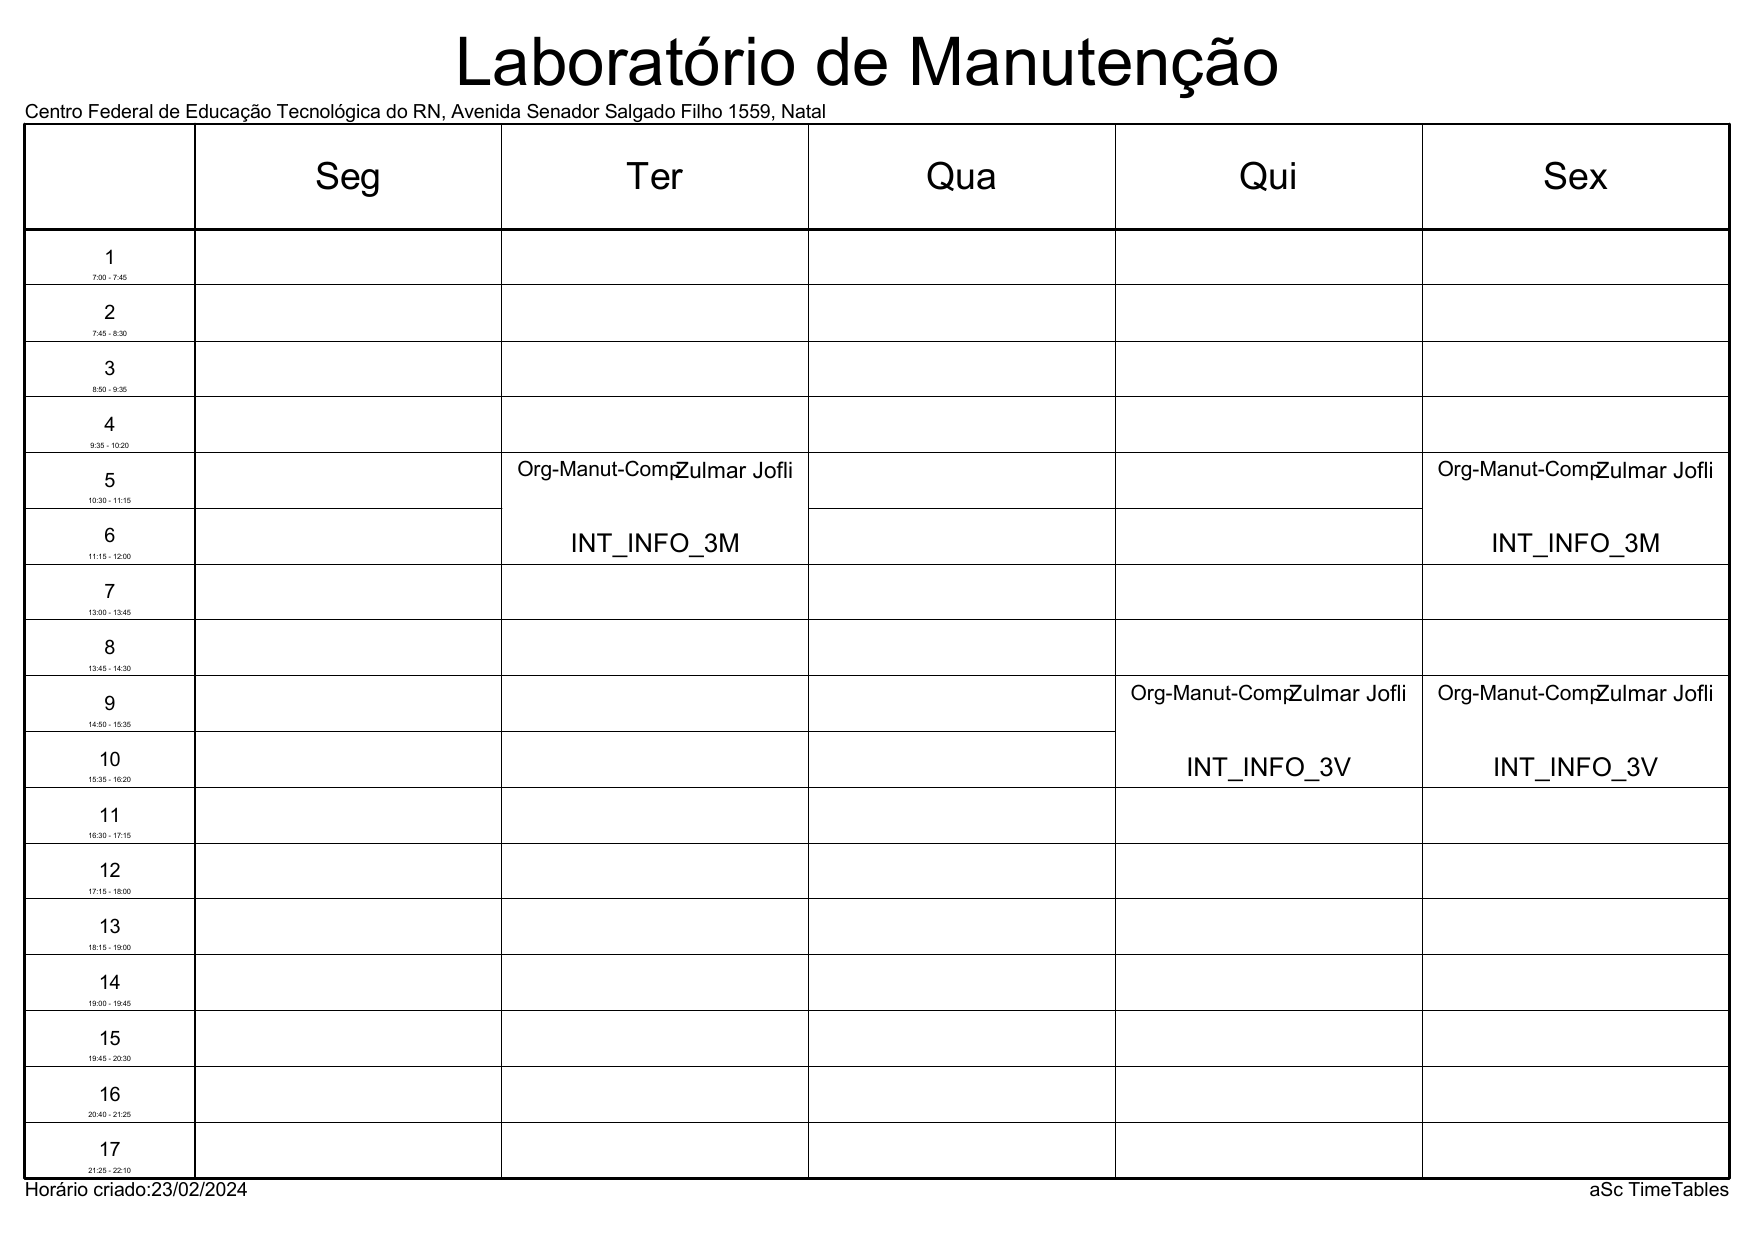 Laboratório de Manutenção
Centro Federal de Educação Tecnológica do RN, Avenida Senador Salgado Filho 1559, Natal
Seg Ter Qua Qui Sex
1
7:00 - 7:45
2
7:45 - 8:30
3
8:50 - 9:35
4
9:35 - 10:20
5
10:30 - 11:15
Org-Manut-Comp Zulmar Jofli
Org-Manut-Comp Zulmar Jofli
6
11:15 - 12:00
INT_INFO_3M
INT_INFO_3M
7
13:00 - 13:45
8
13:45 - 14:30
9
14:50 - 15:35
Org-Manut-Comp Zulmar Jofli
Org-Manut-Comp Zulmar Jofli
10
15:35 - 16:20
INT_INFO_3V
INT_INFO_3V
11
16:30 - 17:15
12
17:15 - 18:00
13
18:15 - 19:00
14
19:00 - 19:45
15
19:45 - 20:30
16
20:40 - 21:25
17
21:25 - 22:10
Horário criado:23/02/2024
aSc TimeTables